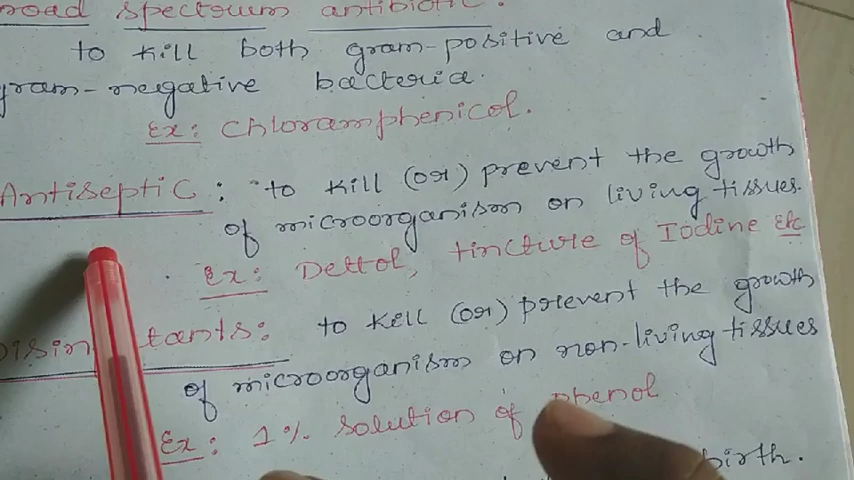 road spectrum antibiotic.
to kill both gram-positive and
gram-negative bacteria.
Ex: Chloramphenicol.
Antiseptic: to kill (or) prevent the growth
of microorganism on living tissues.
Ex: Dettol, tincture of Iodine etc
Disin tants: to kill (or) prevent the growth
of microorganism on non-living tissues
Ex: 1% solution of phenol
birth.